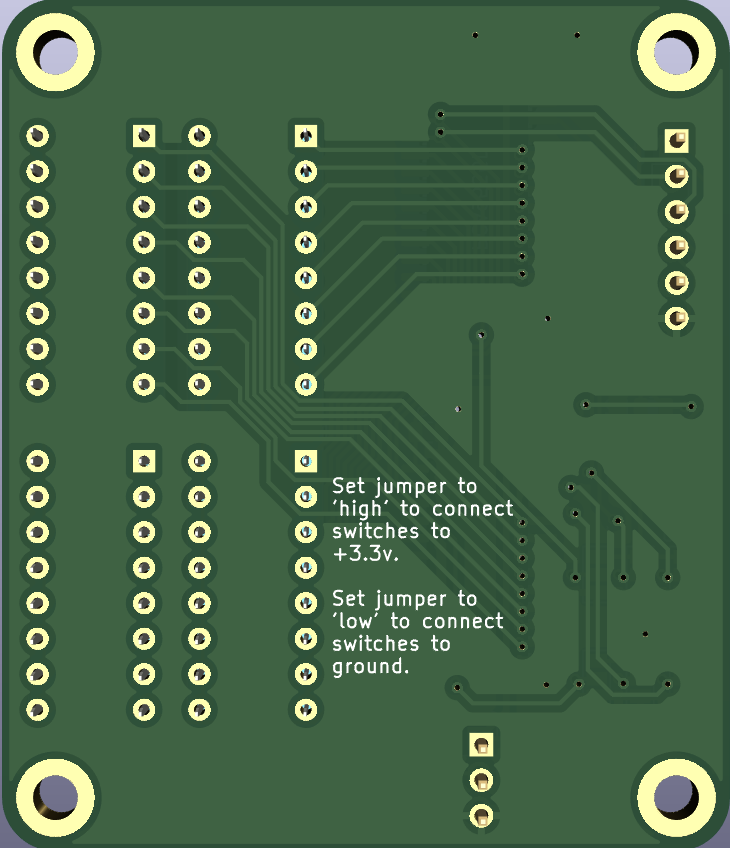 Set jumper to
'high' to connect
switches to
+3.3v.
Set jumper to
'low' to connect
switches to
ground.